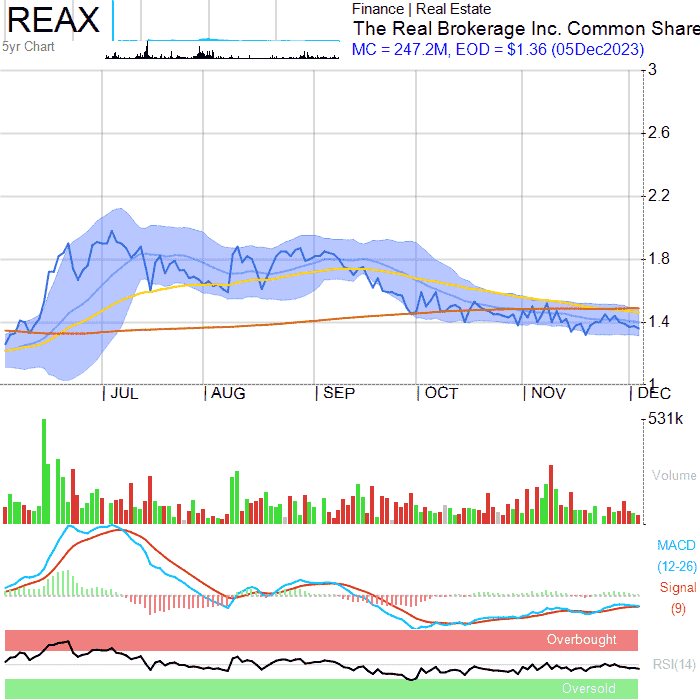 REAX
5yr Chart
Finance | Real Estate
The Real Brokerage Inc. Common Share
MC = 247.2M, EOD = $1.36 (05Dec2023)
3
2.6
2.2
1.8
1.4
1
JUL
AUG
SEP
OCT
NOV
DEC
531k
Volume
MACD
(12-26)
Signal
(9)
Overbought
RSI(14)
Oversold